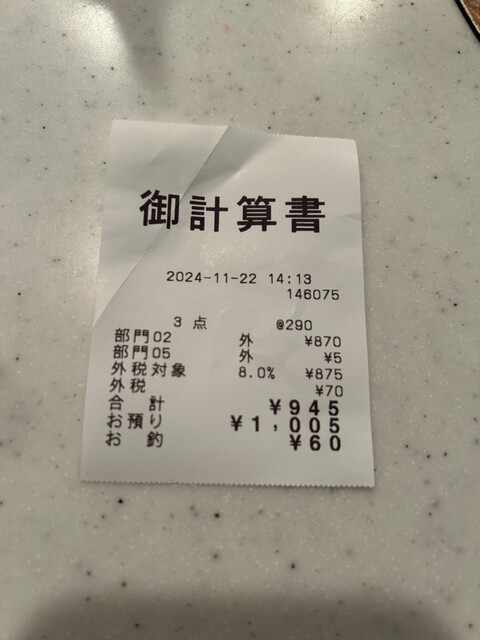 御計算書
2024-11-22 14:13
146075
3点 @290
部門02 外 ¥870
部門05 外 ¥5
外税対象 8.0% ¥875
外税 ¥70
合 計 ¥945
お預り ¥1,005
お 釣 ¥60